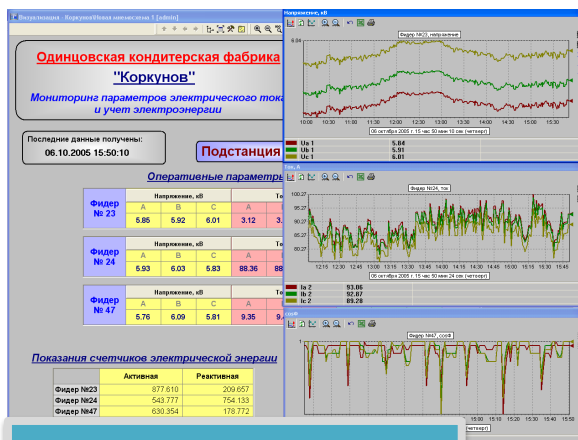 Визуализация - Коркунов\Новая мнемосхема 1 [admin]
Одинцовская кондитерская фабрика
"Коркунов"
Мониторинг параметров электрического тока
и учет электроэнергии
Последние данные получены:
06.10.2005 15:50:10
Подстанция
Оперативные параметры
Фидер № 23
Напряжение, кВ
A B C A
5.85 5.92 6.01 3.12
Фидер № 24
Напряжение, кВ
A B C A
5.93 6.03 5.83 88.36
Фидер № 47
Напряжение, кВ
A B C A
5.76 6.09 5.81 9.35
Показания счетчиков электрической энергии
Активная Реактивная
Фидер №23 877.610 209.657
Фидер №24 543.777 754.133
Фидер №47 630.354 178.772
Напряжение, кВ
Фидер №23, напряжение
6.24
10:00 10:30 11:00 11:30 12:00 12:30 13:00 13:30 14:00 14:30 15:00 15:30
06 октября 2005 г. 15 час 50 мин 10 сек (четверг)
Ua 1 5.84
Ub 1 5.91
Uc 1 6.01
Ток, А
Фидер №24, ток
100.27
95.27
90.27
85.27
80.27
12:15 12:30 12:45 13:00 13:15 13:30 13:45 14:00 14:15 14:30 14:45 15:00 15:15 15:30 15:45
06 октября 2005 г. 15 час 50 мин 24 сек (четверг)
Ia 2 93.06
Ib 2 92.87
Ic 2 89.28
cosФ
Фидер №47, cosФ
1
15:00 15:10 15:20 15:30 15:40 15:50
(четверг)